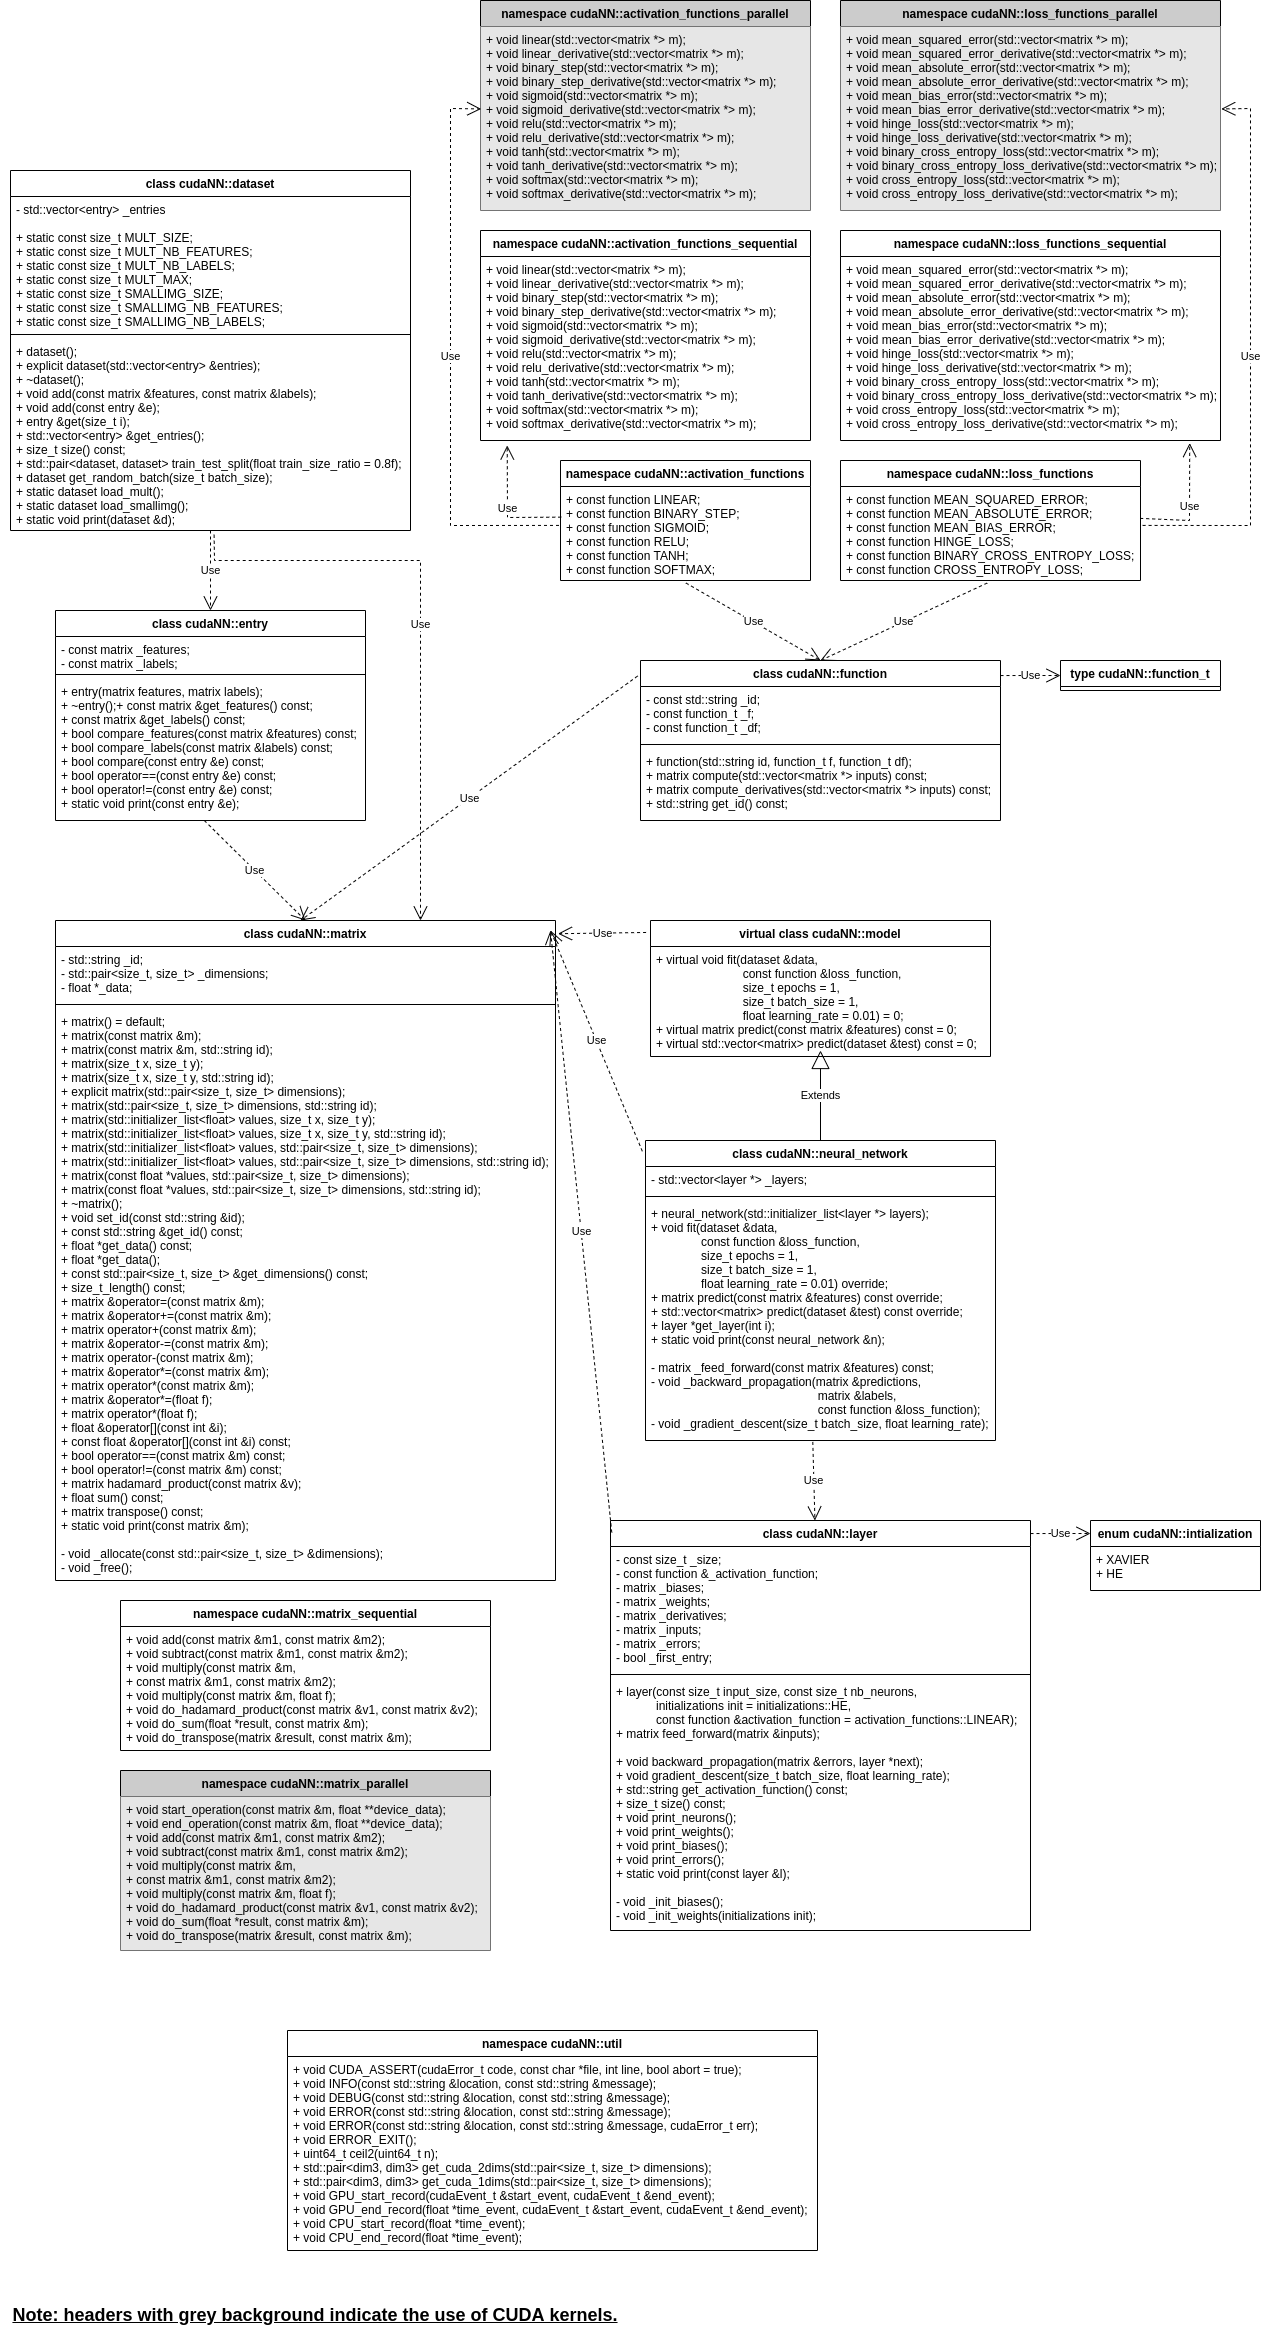 namespace cudaNN::activation_functions_parallel
+ void linear(std::vector<matrix *> m);
+ void linear_derivative(std::vector<matrix *> m);
+ void binary_step(std::vector<matrix *> m);
+ void binary_step_derivative(std::vector<matrix *> m);
+ void sigmoid(std::vector<matrix *> m);
+ void sigmoid_derivative(std::vector<matrix *> m);
+ void relu(std::vector<matrix *> m);
+ void relu_derivative(std::vector<matrix *> m);
+ void tanh(std::vector<matrix *> m);
+ void tanh_derivative(std::vector<matrix *> m);
+ void softmax(std::vector<matrix *> m);
+ void softmax_derivative(std::vector<matrix *> m);
namespace cudaNN::loss_functions_parallel
+ void mean_squared_error(std::vector<matrix *> m);
+ void mean_squared_error_derivative(std::vector<matrix *> m);
+ void mean_absolute_error(std::vector<matrix *> m);
+ void mean_absolute_error_derivative(std::vector<matrix *> m);
+ void mean_bias_error(std::vector<matrix *> m);
+ void mean_bias_error_derivative(std::vector<matrix *> m);
+ void hinge_loss(std::vector<matrix *> m);
+ void hinge_loss_derivative(std::vector<matrix *> m);
+ void binary_cross_entropy_loss(std::vector<matrix *> m);
+ void binary_cross_entropy_loss_derivative(std::vector<matrix *> m);
+ void cross_entropy_loss(std::vector<matrix *> m);
+ void cross_entropy_loss_derivative(std::vector<matrix *> m);
class cudaNN::dataset
- std::vector<entry> _entries
+ static const size_t MULT_SIZE;
+ static const size_t MULT_NB_FEATURES;
+ static const size_t MULT_NB_LABELS;
+ static const size_t MULT_MAX;
+ static const size_t SMALLIMG_SIZE;
+ static const size_t SMALLIMG_NB_FEATURES;
+ static const size_t SMALLIMG_NB_LABELS;
+ dataset();
+ explicit dataset(std::vector<entry> &entries);
+ ~dataset();
+ void add(const matrix &features, const matrix &labels);
+ void add(const entry &e);
+ entry &get(size_t i);
+ std::vector<entry> &get_entries();
+ size_t size() const;
+ std::pair<dataset, dataset> train_test_split(float train_size_ratio = 0.8f);
+ dataset get_random_batch(size_t batch_size);
+ static dataset load_mult();
+ static dataset load_smallimg();
+ static void print(dataset &d);
namespace cudaNN::activation_functions_sequential
+ void linear(std::vector<matrix *> m);
+ void linear_derivative(std::vector<matrix *> m);
+ void binary_step(std::vector<matrix *> m);
+ void binary_step_derivative(std::vector<matrix *> m);
+ void sigmoid(std::vector<matrix *> m);
+ void sigmoid_derivative(std::vector<matrix *> m);
+ void relu(std::vector<matrix *> m);
+ void relu_derivative(std::vector<matrix *> m);
+ void tanh(std::vector<matrix *> m);
+ void tanh_derivative(std::vector<matrix *> m);
+ void softmax(std::vector<matrix *> m);
+ void softmax_derivative(std::vector<matrix *> m);
namespace cudaNN::loss_functions_sequential
+ void mean_squared_error(std::vector<matrix *> m);
+ void mean_squared_error_derivative(std::vector<matrix *> m);
+ void mean_absolute_error(std::vector<matrix *> m);
+ void mean_absolute_error_derivative(std::vector<matrix *> m);
+ void mean_bias_error(std::vector<matrix *> m);
+ void mean_bias_error_derivative(std::vector<matrix *> m);
+ void hinge_loss(std::vector<matrix *> m);
+ void hinge_loss_derivative(std::vector<matrix *> m);
+ void binary_cross_entropy_loss(std::vector<matrix *> m);
+ void binary_cross_entropy_loss_derivative(std::vector<matrix *> m);
+ void cross_entropy_loss(std::vector<matrix *> m);
+ void cross_entropy_loss_derivative(std::vector<matrix *> m);
Use
Use
namespace cudaNN::activation_functions
+ const function LINEAR;
+ const function BINARY_STEP;
+ const function SIGMOID;
+ const function RELU;
+ const function TANH;
+ const function SOFTMAX;
namespace cudaNN::loss_functions
+ const function MEAN_SQUARED_ERROR;
+ const function MEAN_ABSOLUTE_ERROR;
+ const function MEAN_BIAS_ERROR;
+ const function HINGE_LOSS;
+ const function BINARY_CROSS_ENTROPY_LOSS;
+ const function CROSS_ENTROPY_LOSS;
Use
Use
Use
Use
Use
Use
class cudaNN::entry
- const matrix _features;
- const matrix _labels;
+ entry(matrix features, matrix labels);
+ ~entry();+ const matrix &get_features() const;
+ const matrix &get_labels() const;
+ bool compare_features(const matrix &features) const;
+ bool compare_labels(const matrix &labels) const;
+ bool compare(const entry &e) const;
+ bool operator==(const entry &e) const;
+ bool operator!=(const entry &e) const;
+ static void print(const entry &e);
class cudaNN::function
- const std::string _id;
- const function_t _f;
- const function_t _df;
+ function(std::string id, function_t f, function_t df);
+ matrix compute(std::vector<matrix *> inputs) const;
+ matrix compute_derivatives(std::vector<matrix *> inputs) const;
+ std::string get_id() const;
Use
type cudaNN::function_t
Use
Use
class cudaNN::matrix
- std::string _id;
- std::pair<size_t, size_t> _dimensions;
- float *_data;
+ matrix() = default;
+ matrix(const matrix &m);
+ matrix(const matrix &m, std::string id);
+ matrix(size_t x, size_t y);
+ matrix(size_t x, size_t y, std::string id);
+ explicit matrix(std::pair<size_t, size_t> dimensions);
+ matrix(std::pair<size_t, size_t> dimensions, std::string id);
+ matrix(std::initializer_list<float> values, size_t x, size_t y);
+ matrix(std::initializer_list<float> values, size_t x, size_t y, std::string id);
+ matrix(std::initializer_list<float> values, std::pair<size_t, size_t> dimensions);
+ matrix(std::initializer_list<float> values, std::pair<size_t, size_t> dimensions, std::string id);
+ matrix(const float *values, std::pair<size_t, size_t> dimensions);
+ matrix(const float *values, std::pair<size_t, size_t> dimensions, std::string id);
+ ~matrix();
+ void set_id(const std::string &id);
+ const std::string &get_id() const;
+ float *get_data() const;
+ float *get_data();
+ const std::pair<size_t, size_t> &get_dimensions() const;
+ size_t_length() const;
+ matrix &operator=(const matrix &m);
+ matrix &operator+=(const matrix &m);
+ matrix operator+(const matrix &m);
+ matrix &operator-=(const matrix &m);
+ matrix operator-(const matrix &m);
+ matrix &operator*=(const matrix &m);
+ matrix operator*(const matrix &m);
+ matrix &operator*=(float f);
+ matrix operator*(float f);
+ float &operator[](const int &i);
+ const float &operator[](const int &i) const;
+ bool operator==(const matrix &m) const;
+ bool operator!=(const matrix &m) const;
+ matrix hadamard_product(const matrix &v);
+ float sum() const;
+ matrix transpose() const;
+ static void print(const matrix &m);
- void _allocate(const std::pair<size_t, size_t> &dimensions);
- void _free();
Use
Use
Use
virtual class cudaNN::model
+ virtual void fit(dataset &data,
const function &loss_function,
size_t epochs = 1,
size_t batch_size = 1,
float learning_rate = 0.01) = 0;
+ virtual matrix predict(const matrix &features) const = 0;
+ virtual std::vector<matrix> predict(dataset &test) const = 0;
Extends
class cudaNN::neural_network
- std::vector<layer *> _layers;
+ neural_network(std::initializer_list<layer *> layers);
+ void fit(dataset &data,
const function &loss_function,
size_t epochs = 1,
size_t batch_size = 1,
float learning_rate = 0.01) override;
+ matrix predict(const matrix &features) const override;
+ std::vector<matrix> predict(dataset &test) const override;
+ layer *get_layer(int i);
+ static void print(const neural_network &n);
- matrix _feed_forward(const matrix &features) const;
- void _backward_propagation(matrix &predictions,
matrix &labels,
const function &loss_function);
- void _gradient_descent(size_t batch_size, float learning_rate);
Use
class cudaNN::layer
- const size_t _size;
- const function &_activation_function;
- matrix _biases;
- matrix _weights;
- matrix _derivatives;
- matrix _inputs;
- matrix _errors;
- bool _first_entry;
+ layer(const size_t input_size, const size_t nb_neurons,
initializations init = initializations::HE,
const function &activation_function = activation_functions::LINEAR);
+ matrix feed_forward(matrix &inputs);
+ void backward_propagation(matrix &errors, layer *next);
+ void gradient_descent(size_t batch_size, float learning_rate);
+ std::string get_activation_function() const;
+ size_t size() const;
+ void print_neurons();
+ void print_weights();
+ void print_biases();
+ void print_errors();
+ static void print(const layer &l);
- void _init_biases();
- void _init_weights(initializations init);
Use
enum cudaNN::intialization
+ XAVIER
+ HE
namespace cudaNN::matrix_sequential
+ void add(const matrix &m1, const matrix &m2);
+ void subtract(const matrix &m1, const matrix &m2);
+ void multiply(const matrix &m,
+ const matrix &m1, const matrix &m2);
+ void multiply(const matrix &m, float f);
+ void do_hadamard_product(const matrix &v1, const matrix &v2);
+ void do_sum(float *result, const matrix &m);
+ void do_transpose(matrix &result, const matrix &m);
namespace cudaNN::matrix_parallel
+ void start_operation(const matrix &m, float **device_data);
+ void end_operation(const matrix &m, float **device_data);
+ void add(const matrix &m1, const matrix &m2);
+ void subtract(const matrix &m1, const matrix &m2);
+ void multiply(const matrix &m,
+ const matrix &m1, const matrix &m2);
+ void multiply(const matrix &m, float f);
+ void do_hadamard_product(const matrix &v1, const matrix &v2);
+ void do_sum(float *result, const matrix &m);
+ void do_transpose(matrix &result, const matrix &m);
namespace cudaNN::util
+ void CUDA_ASSERT(cudaError_t code, const char *file, int line, bool abort = true);
+ void INFO(const std::string &location, const std::string &message);
+ void DEBUG(const std::string &location, const std::string &message);
+ void ERROR(const std::string &location, const std::string &message);
+ void ERROR(const std::string &location, const std::string &message, cudaError_t err);
+ void ERROR_EXIT();
+ uint64_t ceil2(uint64_t n);
+ std::pair<dim3, dim3> get_cuda_2dims(std::pair<size_t, size_t> dimensions);
+ std::pair<dim3, dim3> get_cuda_1dims(std::pair<size_t, size_t> dimensions);
+ void GPU_start_record(cudaEvent_t &start_event, cudaEvent_t &end_event);
+ void GPU_end_record(float *time_event, cudaEvent_t &start_event, cudaEvent_t &end_event);
+ void CPU_start_record(float *time_event);
+ void CPU_end_record(float *time_event);
Note: headers with grey background indicate the use of CUDA kernels.